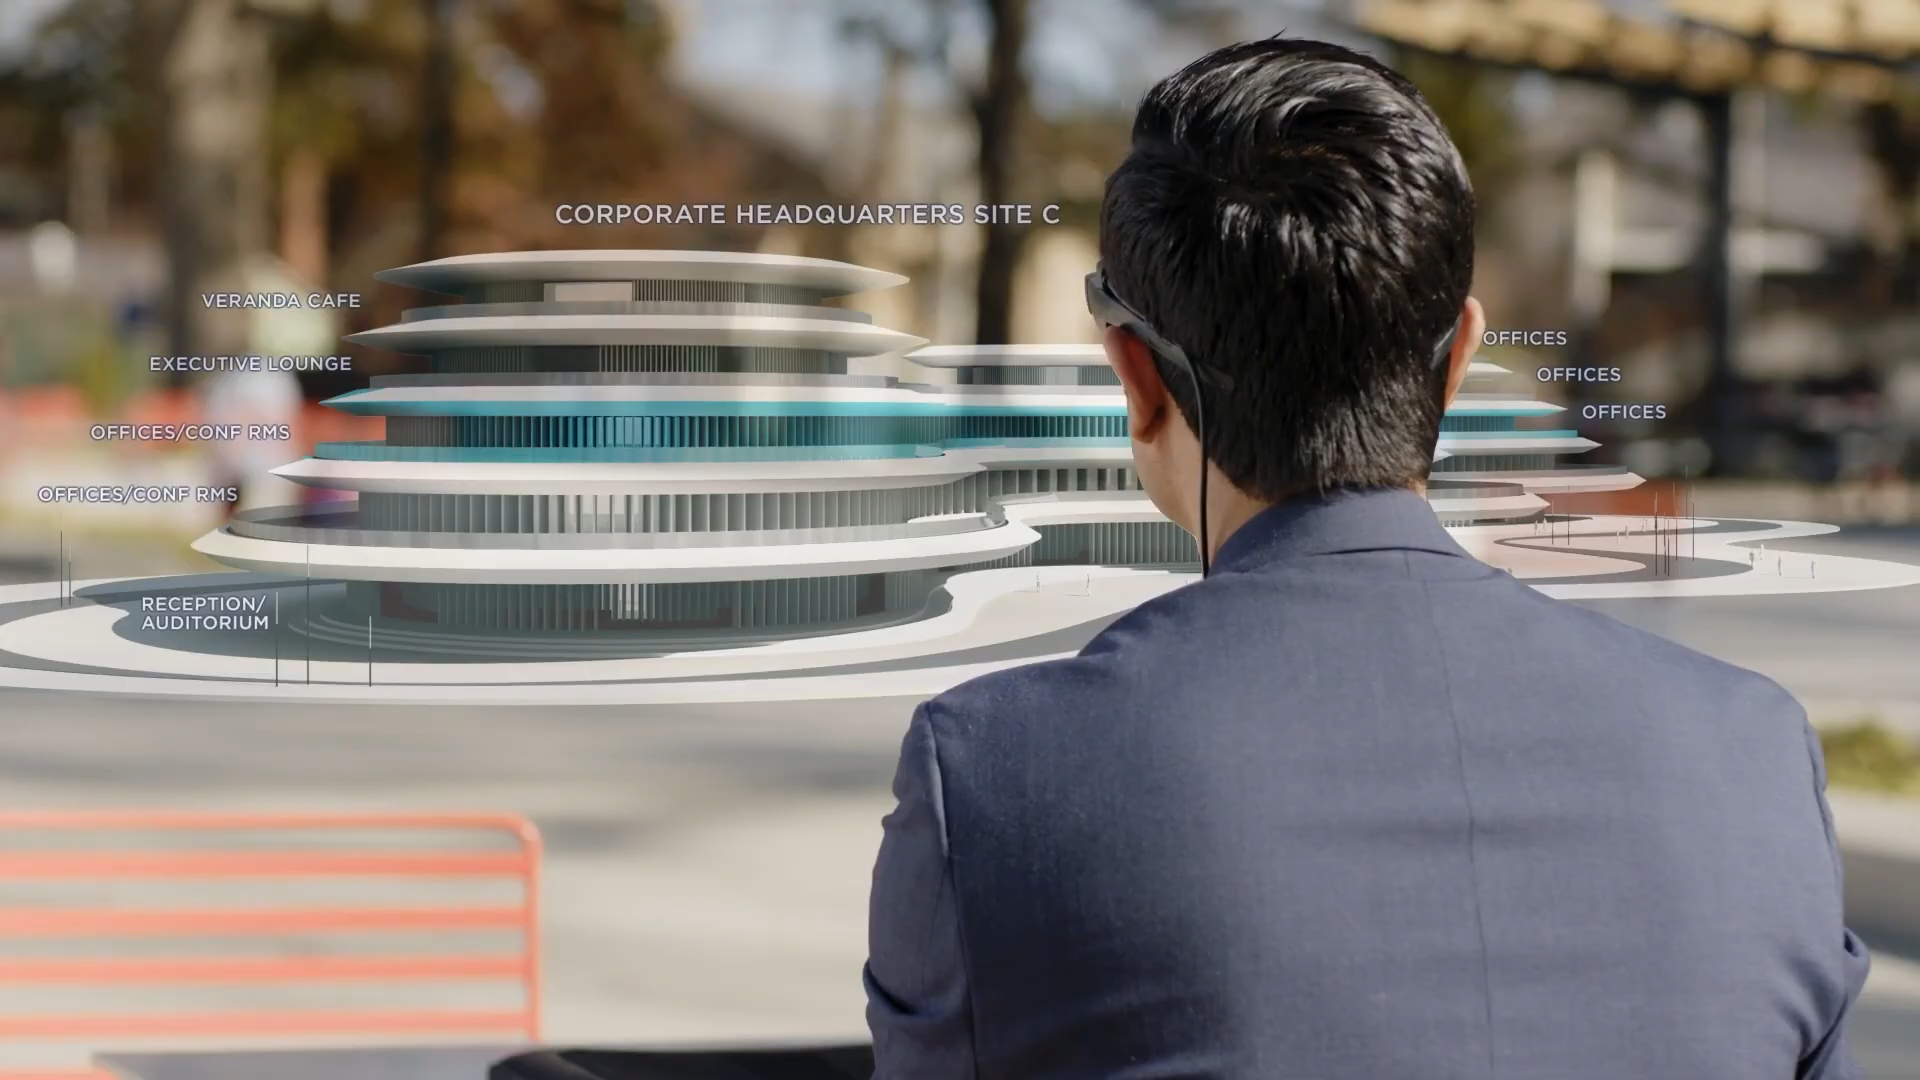 CORPORATE HEADQUARTERS SITE C
VERANDA CAFE
EXECUTIVE LOUNGE
OFFICES/CONF RMS
OFFICES/CONF RMS
RECEPTION/
AUDITORIUM
OFFICES
OFFICES
OFFICES